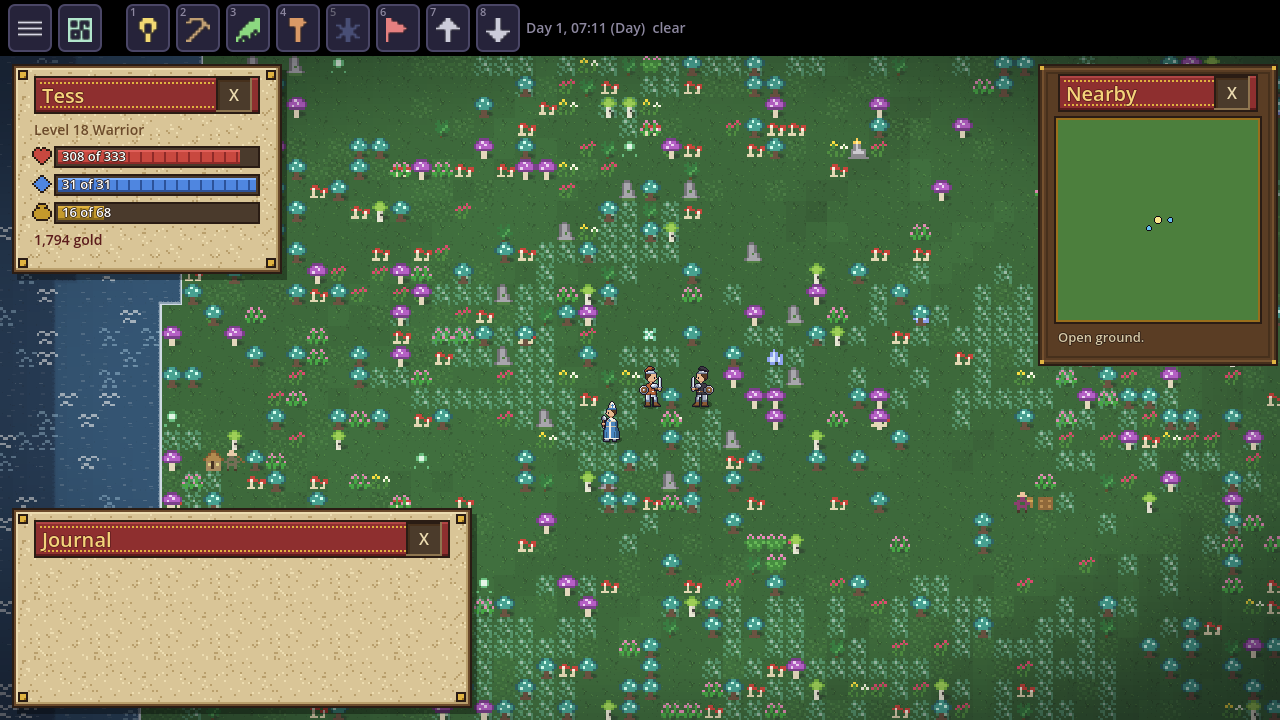 1
2
3
4
5
6
7
8
Day 1, 07:11 (Day) clear
Tess
X
Level 18 Warrior
308 of 333
31 of 31
16 of 68
1,794 gold
Nearby
X
Open ground.
Journal
X